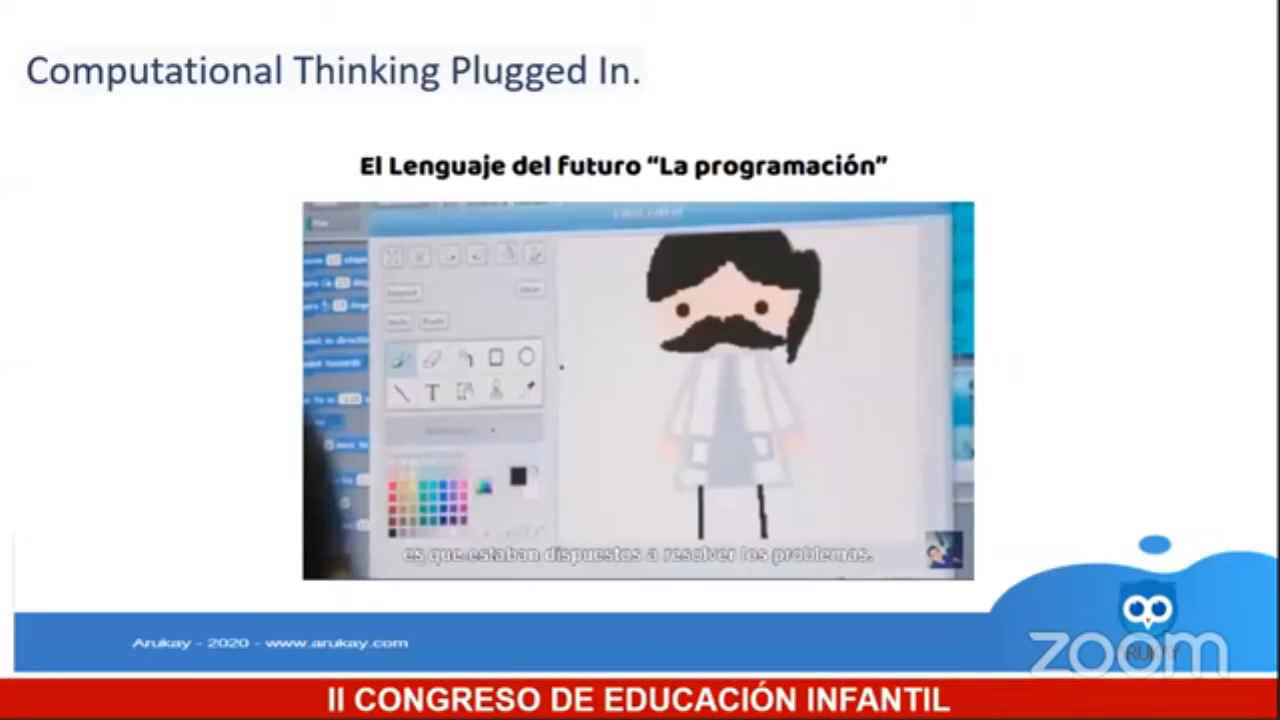 Computational Thinking Plugged In.
El Lenguaje del futuro “La programación”
T
es que estaban dispuestos a resolver los problemas.
Arukay - 2020 - www.arukay.com
zoom
II CONGRESO DE EDUCACIÓN INFANTIL